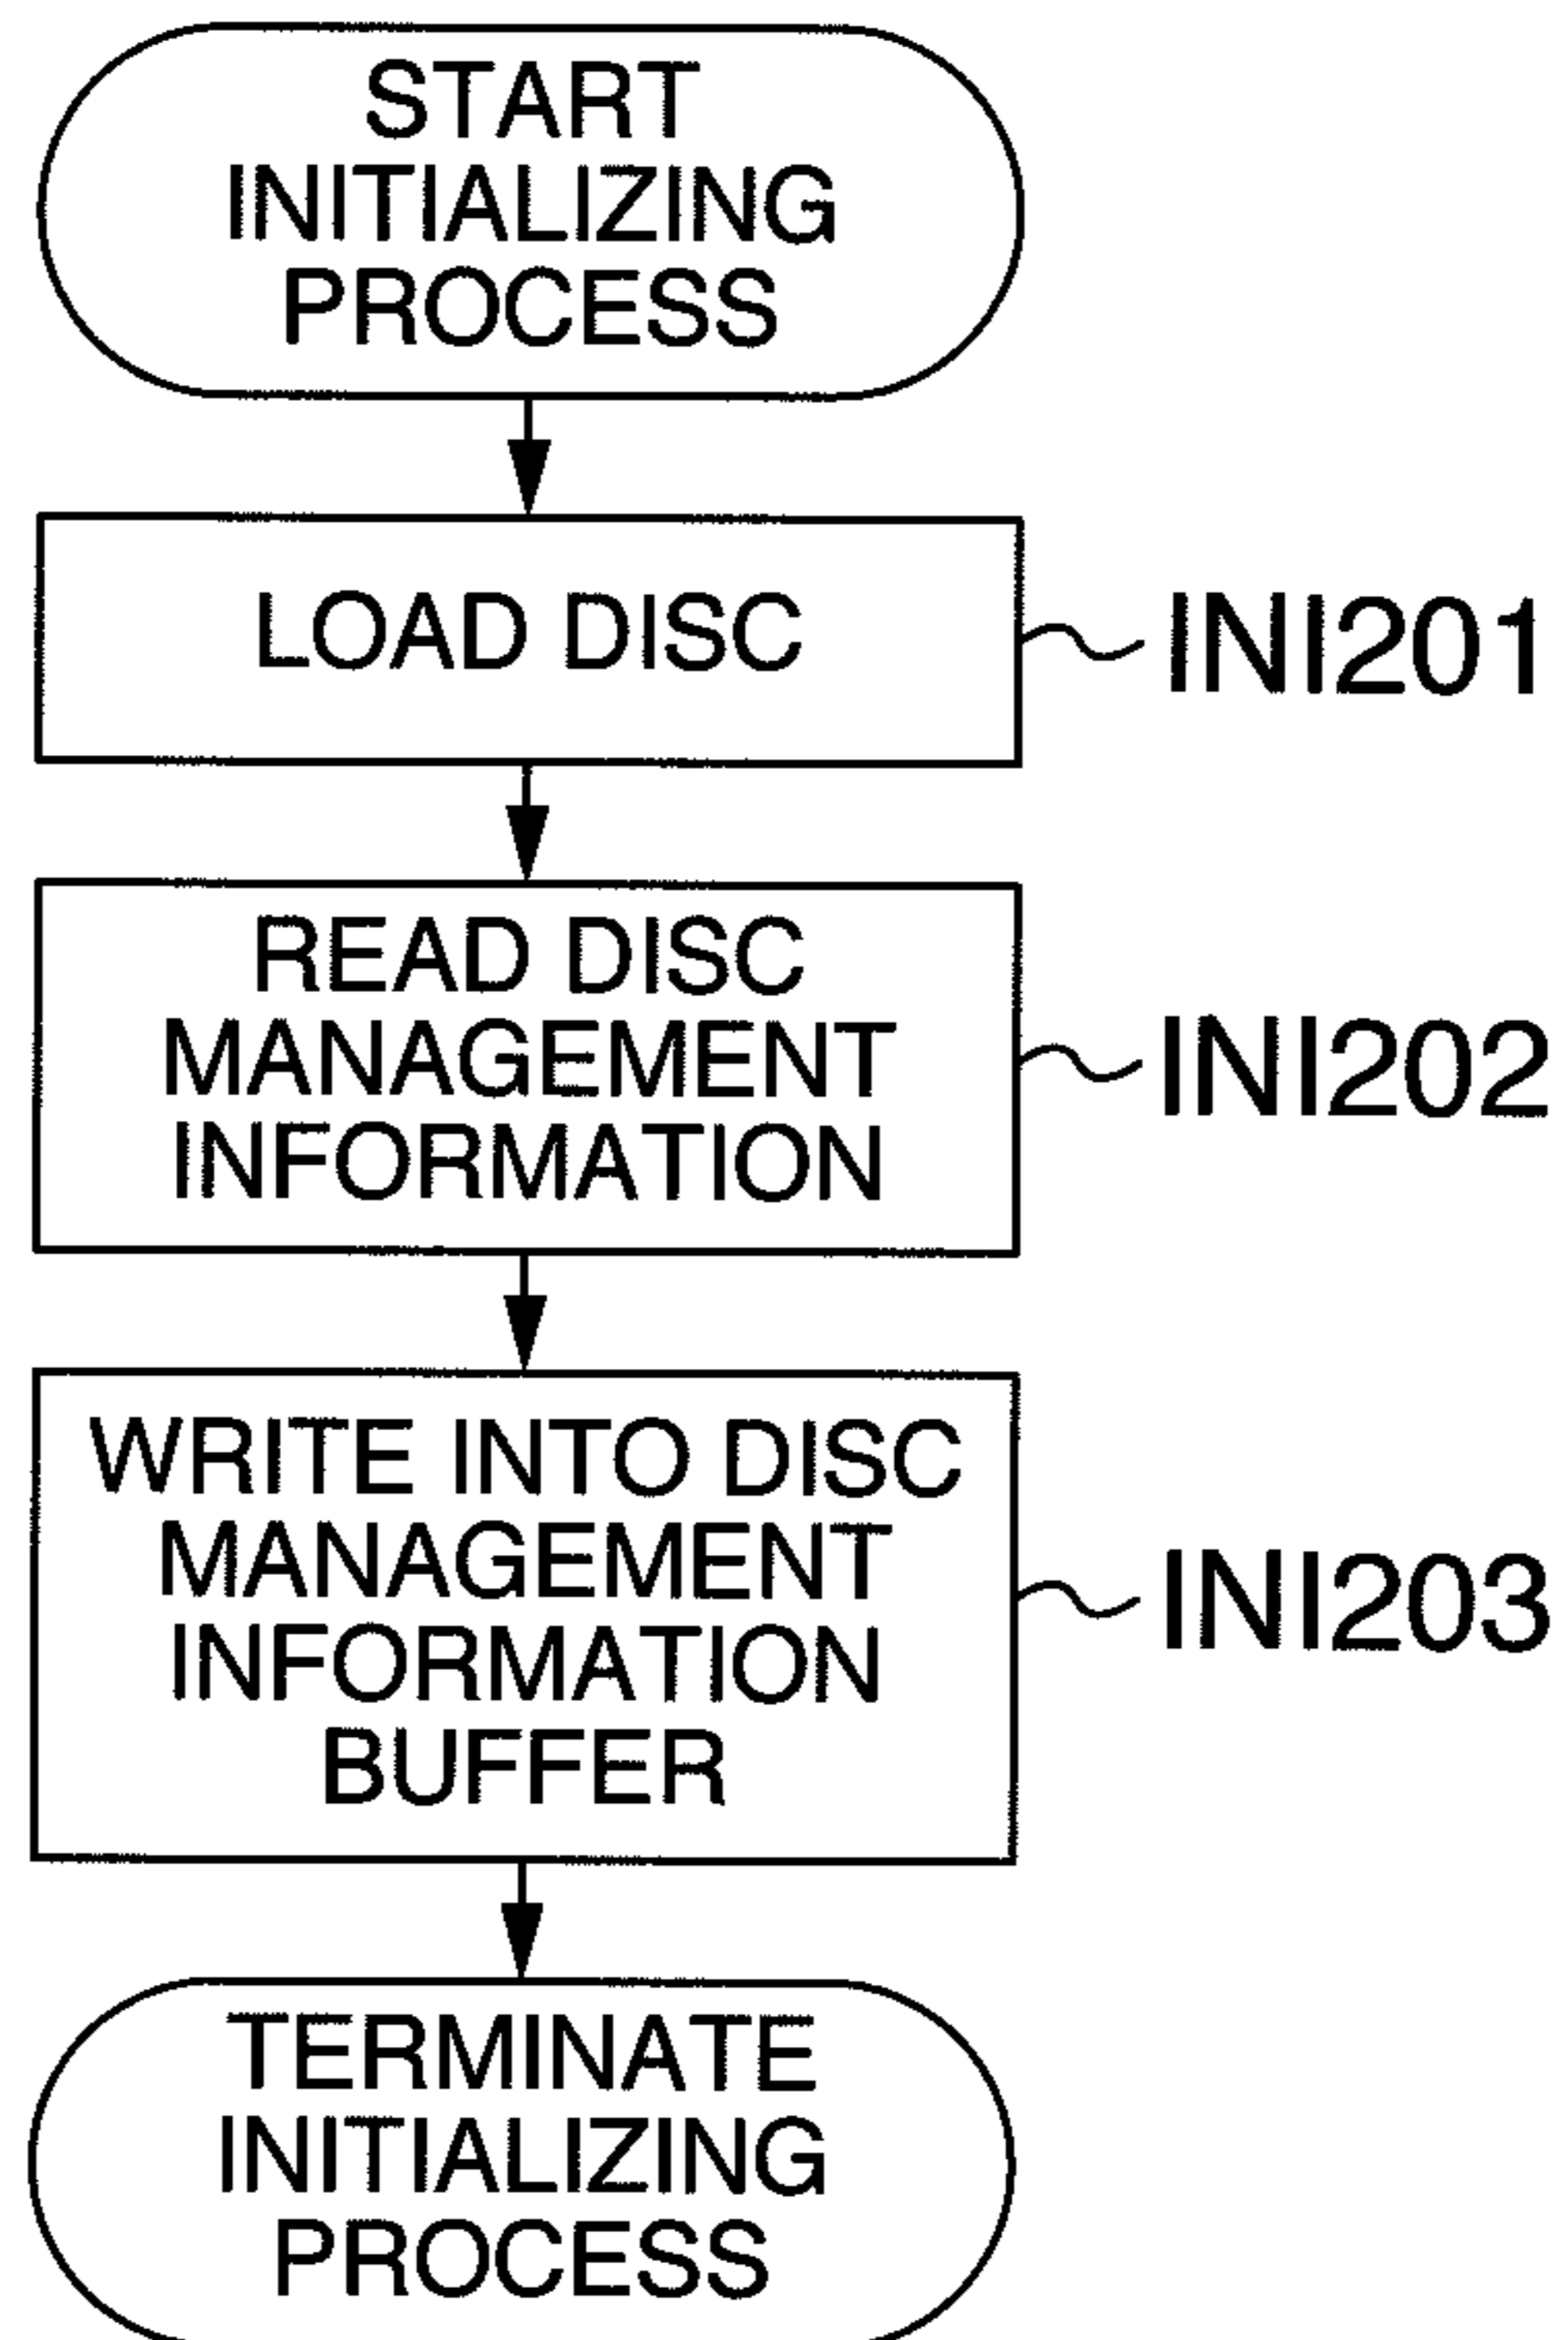 START
INITIALIZING
PROCESS
LOAD DISC
INI201
READ DISC
MANAGEMENT
INFORMATION
INI202
WRITE INTO DISC
MANAGEMENT
INFORMATION
BUFFER
INI203
TERMINATE
INITIALIZING
PROCESS